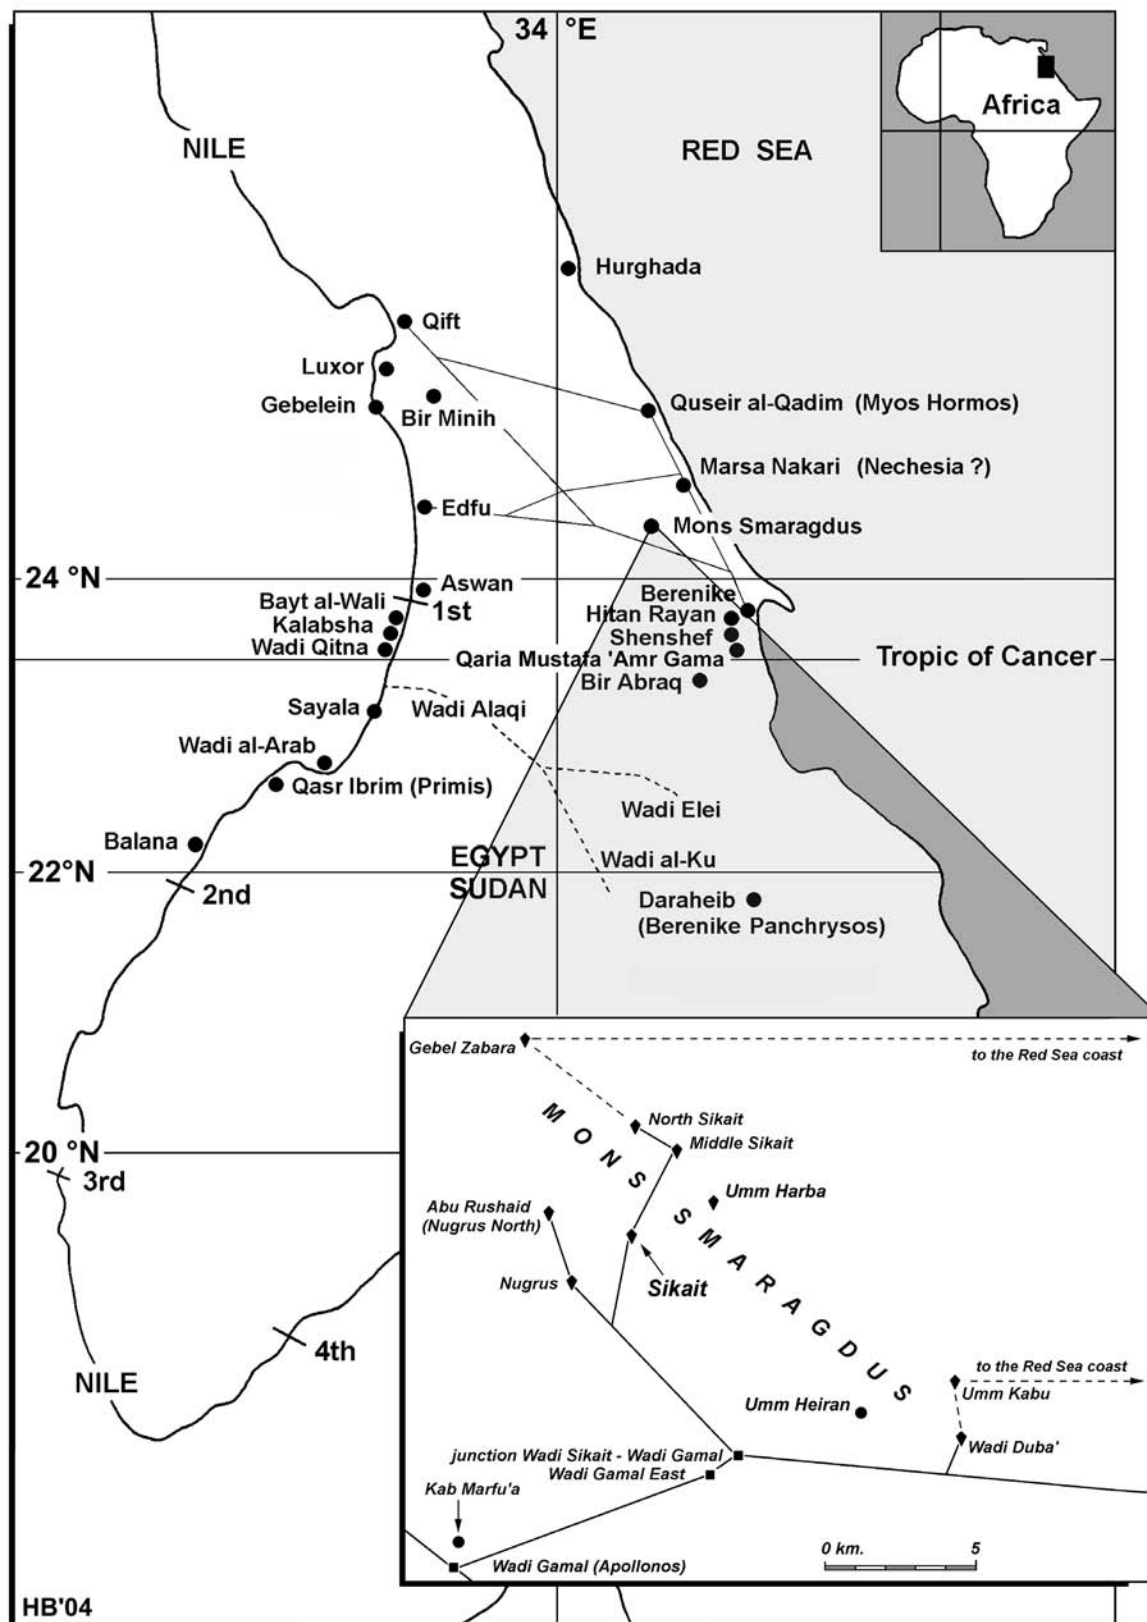 34 °E
NILE
RED SEA
Africa
Hurghada
Qift
Luxor
Gebelein
Bir Minih
Quseir al-Qadim (Myos Hormos)
Marsa Nakari (Nechesia ?)
Edfu
Mons Smaragdus
24 °N
Aswan
1st
Bayt al-Wali
Kalabsha
Wadi Qitna
Berenike
Hitan Rayan
Shenshef
Qaria Mustafa 'Amr Gama
Tropic of Cancer
Bir Abraq
Sayala
Wadi Alaqi
Wadi al-Arab
Qasr Ibrim (Primis)
Wadi Elei
Balana
EGYPT
Wadi al-Ku
22°N
SUDAN
2nd
Daraheib
(Berenike Panchrysos)
20 °N
3rd
4th
NILE
Gebel Zabara
to the Red Sea coast
North Sikait
Middle Sikait
MONS SMARAGDUS
Umm Harba
Abu Rushaid
(Nugrus North)
Nugrus
Sikait
to the Red Sea coast
Umm Kabu
Umm Heiran
Wadi Duba'
junction Wadi Sikait - Wadi Gamal
Wadi Gamal East
Kab Marfu'a
Wadi Gamal (Apollonos)
0 km. 5
HB'04